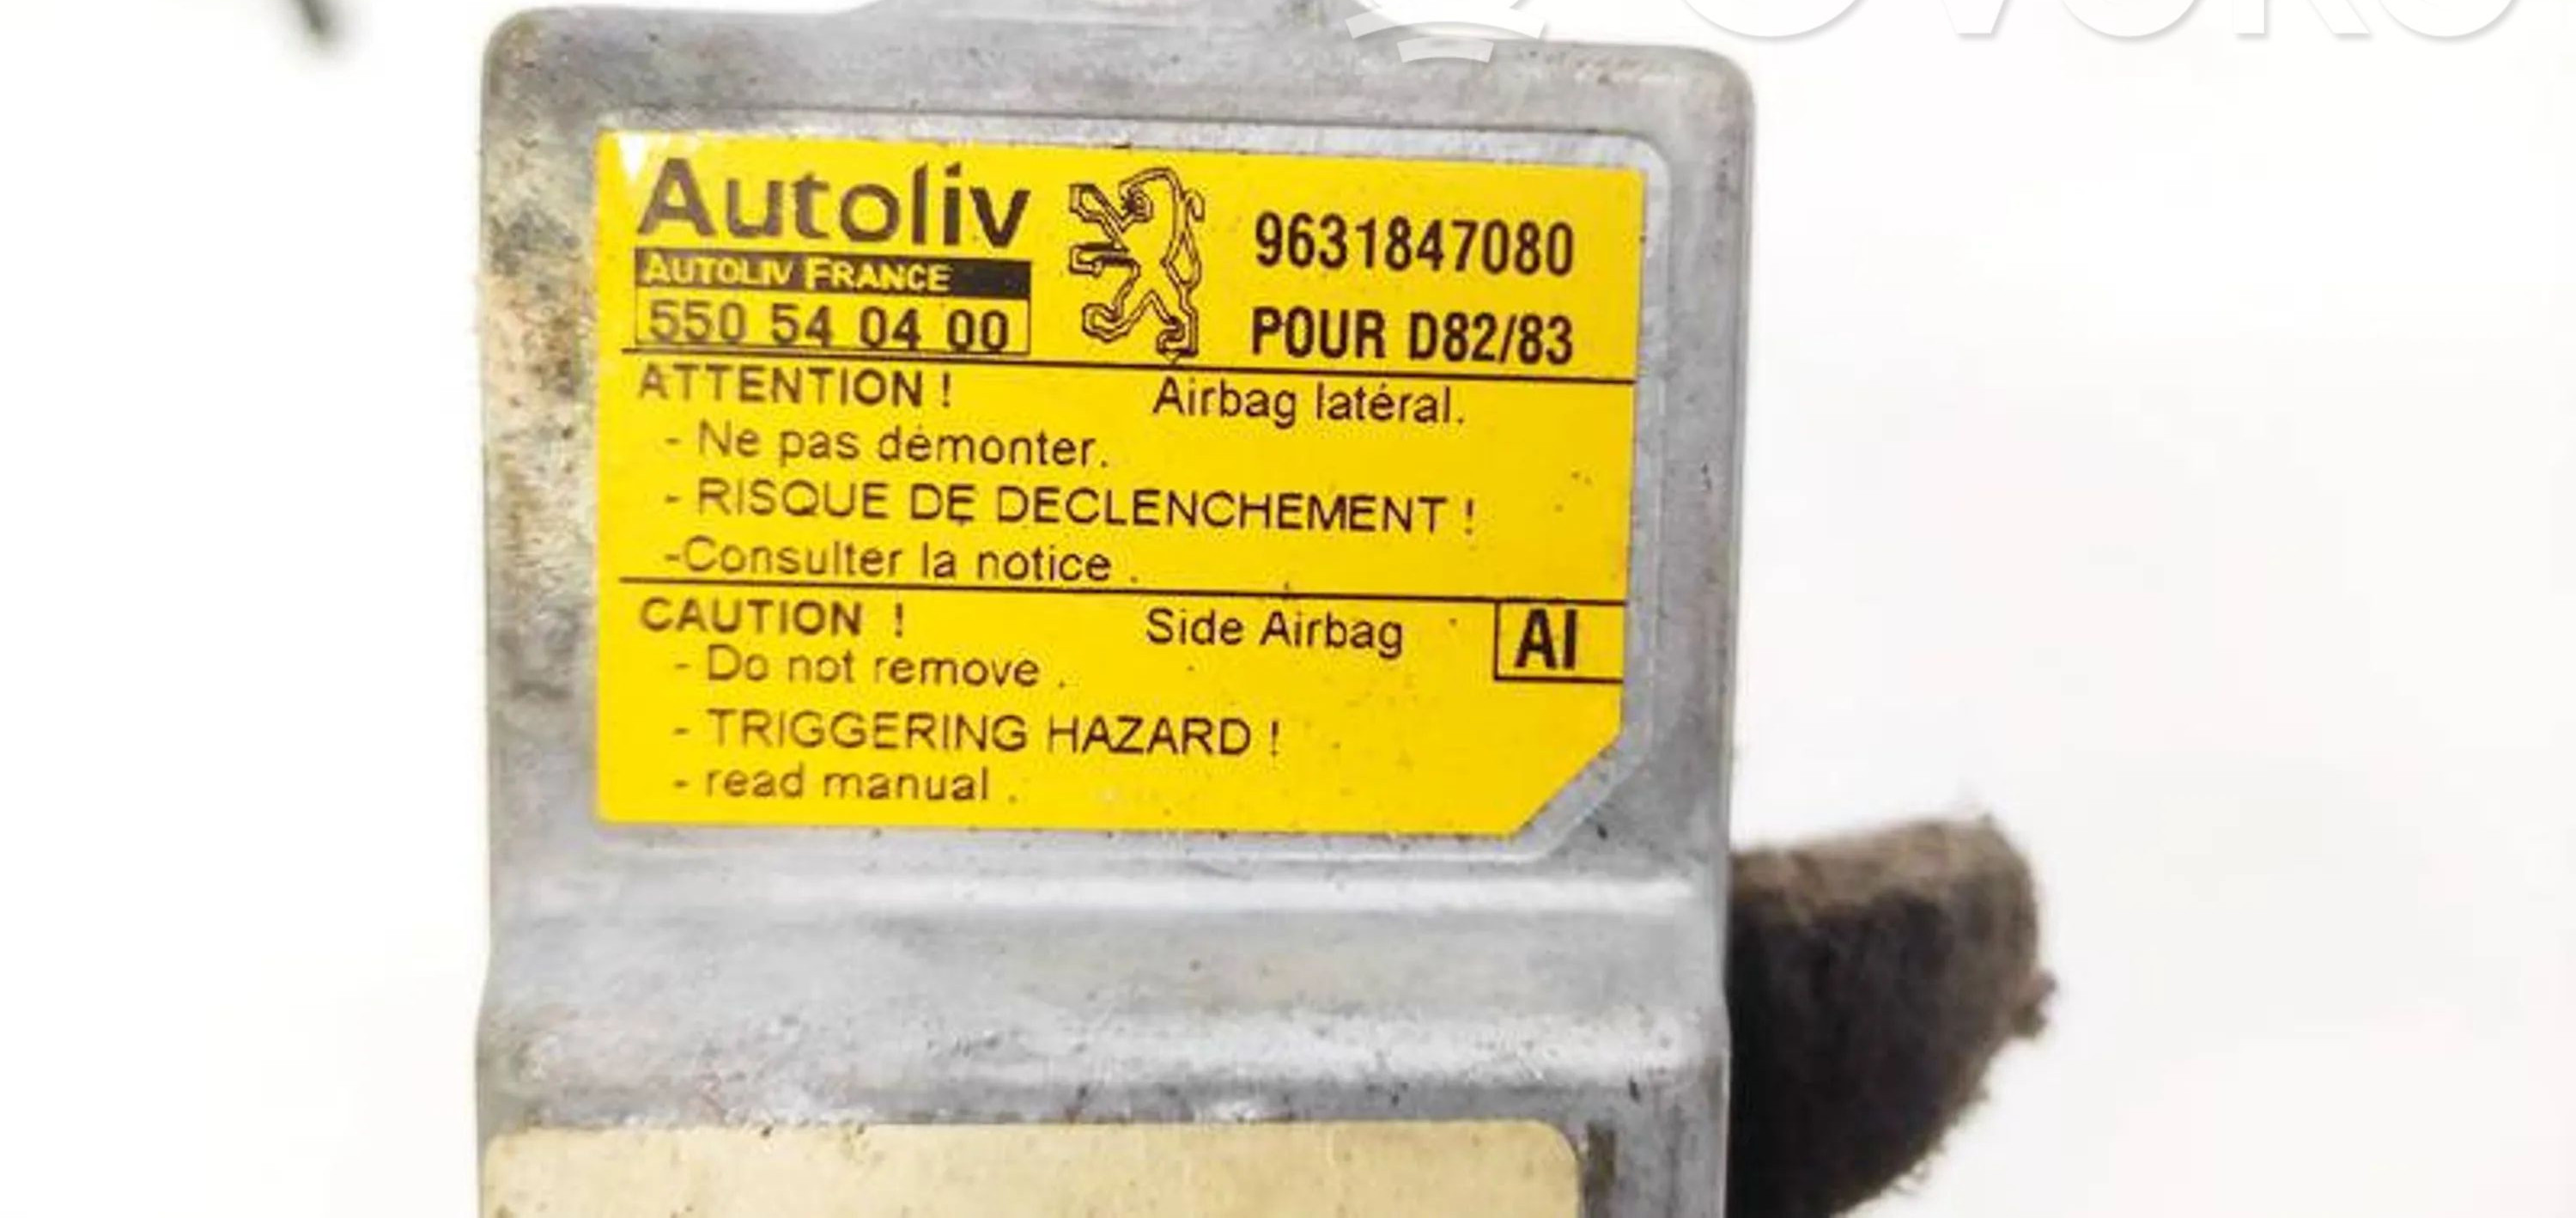 Autoliv
AUTOLIV FRANCE
550 54 04 00
9631847080
POUR D82/83
ATTENTION ! Airbag latéral.
- Ne pas démonter.
- RISQUE DE DECLENCHEMENT !
-Consulter la notice .
CAUTION ! Side Airbag AI
- Do not remove .
- TRIGGERING HAZARD !
- read manual .